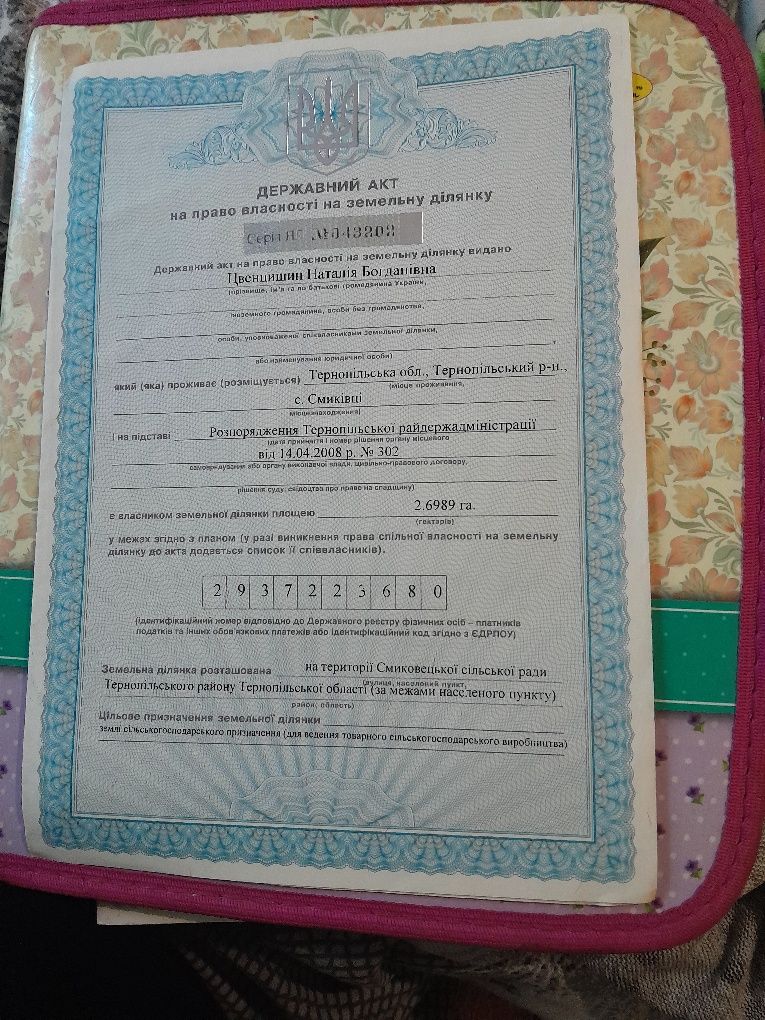 ДЕРЖАВНИЙ АКТ
на право власності на земельну ділянку
Серія ЯГ №043202
Державний акт на право власності на земельну ділянку видано
Цвенцишин Наталія Богданівна
(прізвище, ім'я та по батькові громадянина України,
іноземного громадянина, особи без громадянства,
особи, уповноваженої співвласниками земельної ділянки,
або найменування юридичної особи)
який (яка) проживає (розміщується) Тернопільська обл., Тернопільський р-н.,
(місце проживання,
с. Смиківці
місцезнаходження)
і на підставі Розпорядження Тернопільської райдержадміністрації
(дата прийняття і номер рішення органу місцевого
від 14.04.2008 р. № 302
самоврядування або органу виконавчої влади, цивільно-правового договору,
рішення суду, свідоцтво про право на спадщину)
є власником земельної ділянки площею 2.6989 га.
(гектарів)
у межах згідно з планом (у разі виникнення права спільної власності на земельну
ділянку до акта додається список її співвласників).
2 9 3 7 2 2 3 6 8 0
(ідентифікаційний номер відповідно до Державного реєстру фізичних осіб – платників
податків та інших обов'язкових платежів або ідентифікаційний код згідно з ЄДРПОУ)
Земельна ділянка розташована на території Смиковецької сільської ради
(вулиця, населений пункт,
Тернопільського району Тернопільської області (за межами населеного пункту)
район, область)
Цільове призначення земельної ділянки
землі сільськогосподарського призначення (для ведення товарного сільськогосподарського виробництва)